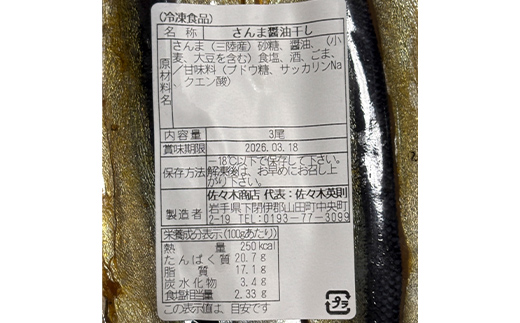 (冷凍食品)
名称 さんま醤油干し
原材料名 さんま（三陸産）砂糖、醤油、（小
麦、大豆を含む）食塩、酒、ごま、
／甘味料（ブドウ糖、サッカリンNa
、クエン酸）
内容量 3尾
賞味期限 2026.03.18
保存方法 −18℃以下で保存して下さい。
解凍後は、お早めにお召し上
がり下さい。
製造者 佐々木商店 代表：佐々木英則
岩手県下閉伊郡山田町中央町
2-19 TEL 0193-77-3099
栄養成分表示(100gあたり)
熱量 250kcal
たんぱく質 20.7g
脂質 17.1g
炭水化物 3.4g
食塩相当量 2.33g
この表示値は、目安です
プラ